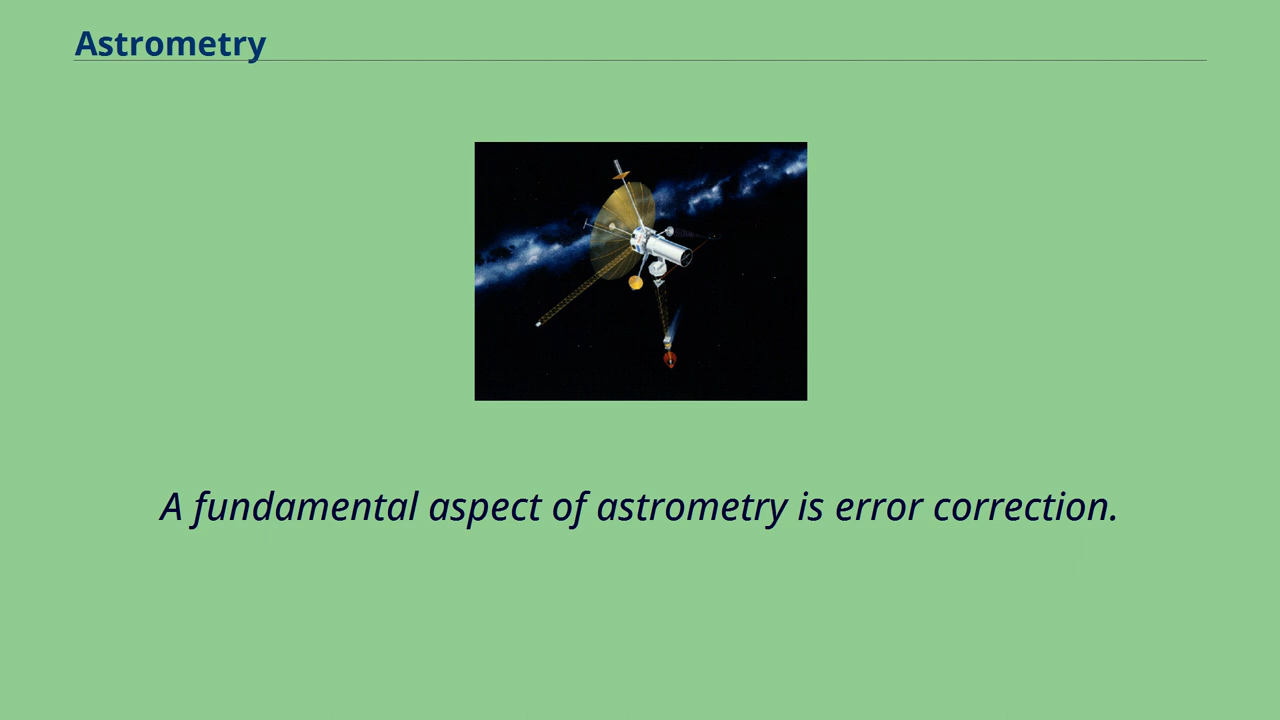 Astrometry
A fundamental aspect of astrometry is error correction.